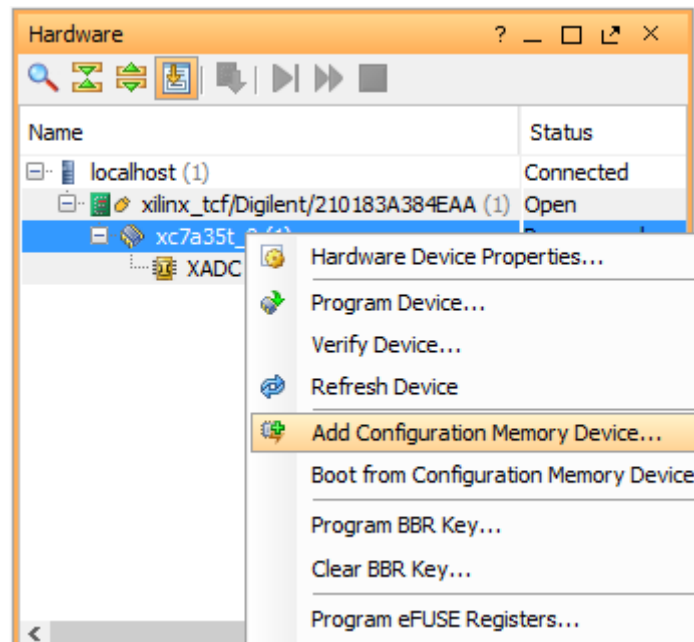 Hardware ?
Name Status
localhost (1) Connected
xilinx_tcf/Digilent/210183A384EAA (1) Open
xc7a35t_
XADC
Hardware Device Properties...
Program Device...
Verify Device...
Refresh Device
Add Configuration Memory Device...
Boot from Configuration Memory Device
Program BBR Key...
Clear BBR Key...
Program eFUSE Registers...